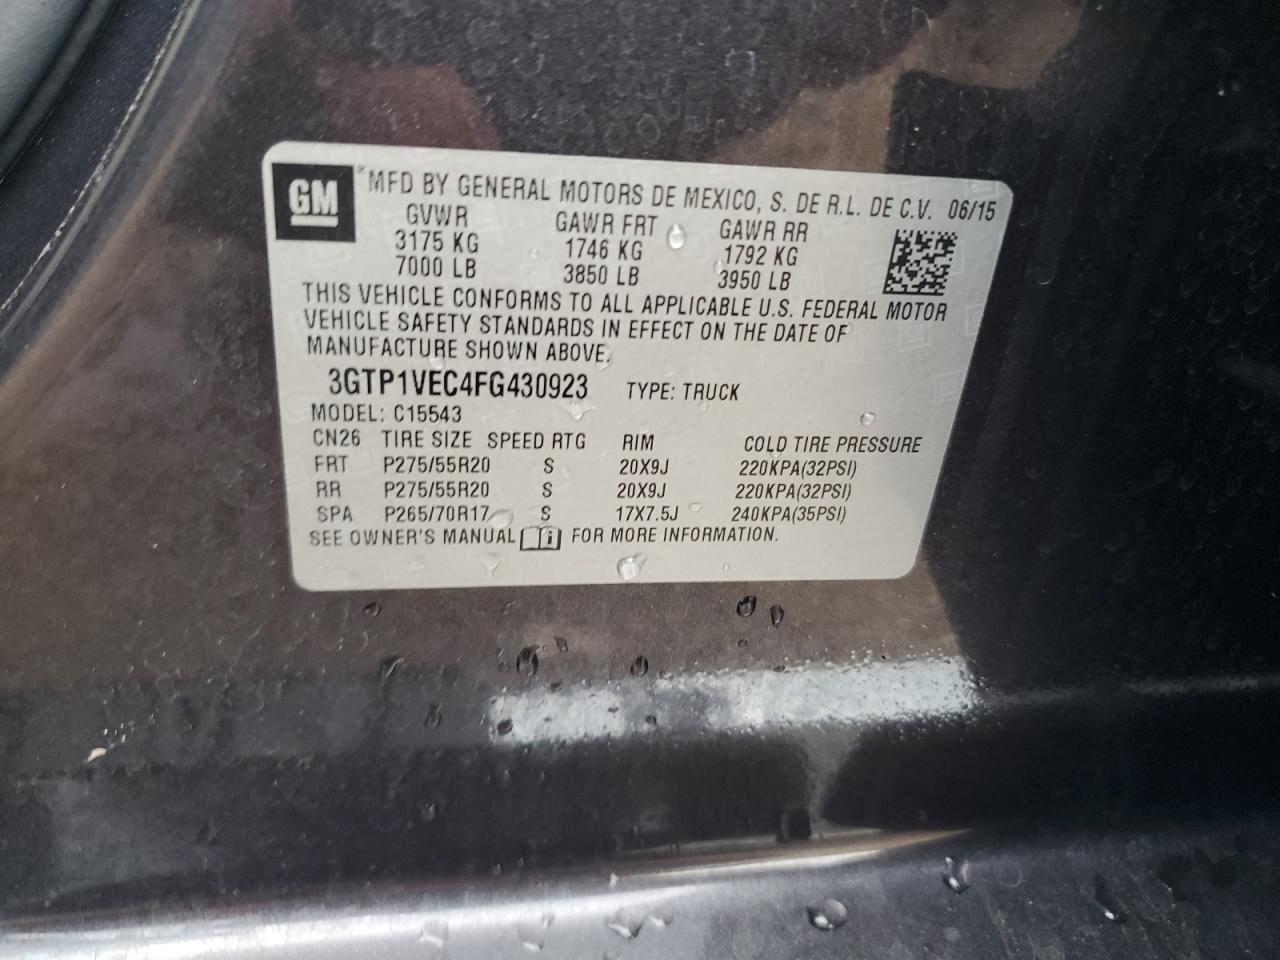 GM
*MFD BY GENERAL MOTORS DE MEXICO, S. DE R.L. DE C.V. 06/15
GVWR GAWR FRT GAWR RR
3175 KG 1746 KG 1792 KG
7000 LB 3850 LB 3950 LB
THIS VEHICLE CONFORMS TO ALL APPLICABLE U.S. FEDERAL MOTOR
VEHICLE SAFETY STANDARDS IN EFFECT ON THE DATE OF
MANUFACTURE SHOWN ABOVE.
3GTP1VEC4FG430923 TYPE: TRUCK
MODEL: C15543
CN26 TIRE SIZE SPEED RTG RIM COLD TIRE PRESSURE
FRT P275/55R20 S 20X9J 220KPA(32PSI)
RR P275/55R20 S 20X9J 220KPA(32PSI)
SPA P265/70R17 S 17X7.5J 240KPA(35PSI)
SEE OWNER'S MANUAL i FOR MORE INFORMATION.